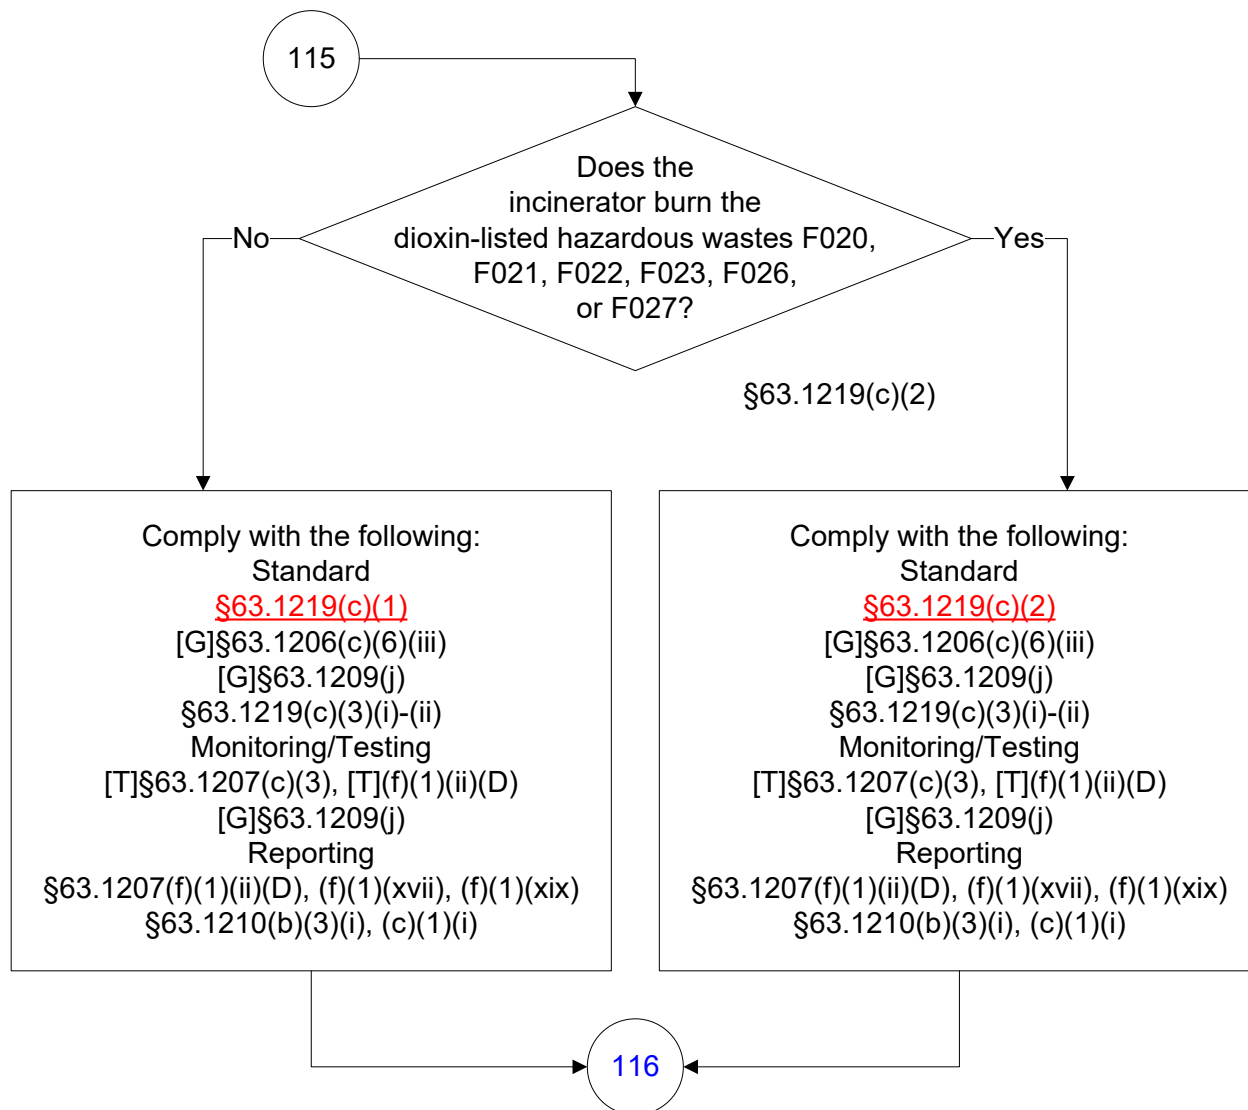 115
Does the
incinerator burn the
dioxin-listed hazardous wastes F020,
F021, F022, F023, F026,
or F027?
No
Yes
§63.1219(c)(2)
Comply with the following:
Standard
§63.1219(c)(1)
[G]§63.1206(c)(6)(iii)
[G]§63.1209(j)
§63.1219(c)(3)(i)-(ii)
Monitoring/Testing
[T]§63.1207(c)(3), [T](f)(1)(ii)(D)
[G]§63.1209(j)
Reporting
§63.1207(f)(1)(ii)(D), (f)(1)(xvii), (f)(1)(xix)
§63.1210(b)(3)(i), (c)(1)(i)
Comply with the following:
Standard
§63.1219(c)(2)
[G]§63.1206(c)(6)(iii)
[G]§63.1209(j)
§63.1219(c)(3)(i)-(ii)
Monitoring/Testing
[T]§63.1207(c)(3), [T](f)(1)(ii)(D)
[G]§63.1209(j)
Reporting
§63.1207(f)(1)(ii)(D), (f)(1)(xvii), (f)(1)(xix)
§63.1210(b)(3)(i), (c)(1)(i)
116